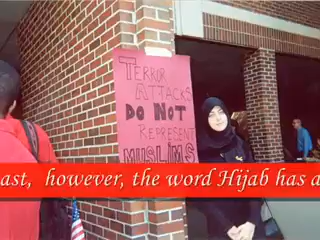 TERROR
ATTACKS
DO NOT
REPRESENT
MUSLIMS
ast, however, the word Hijab has a